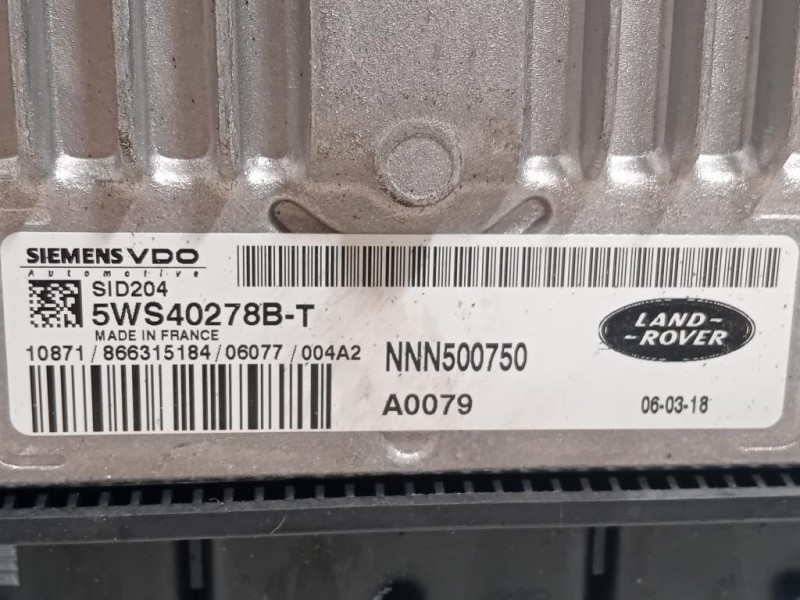 SIEMENS VDO
Automotive
SID204
5WS40278B-T
MADE IN FRANCE
10871/866315184/06077/004A2
NNN500750
A0079
LAND-
-ROVER
06-03-18